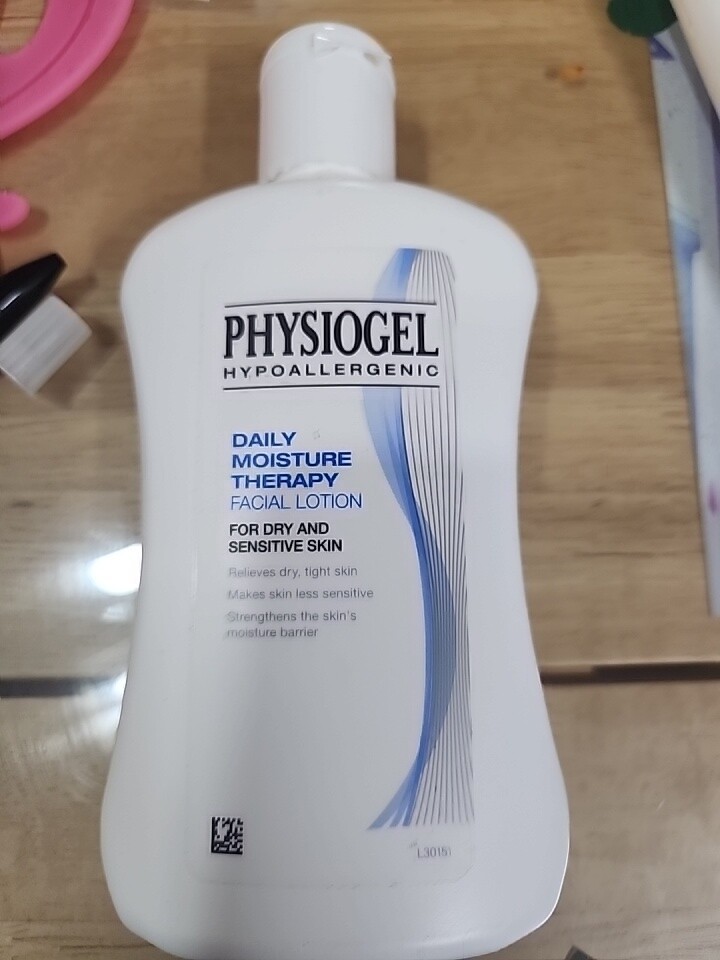 PHYSIOGEL
HYPOALLERGENIC
DAILY
MOISTURE
THERAPY
FACIAL LOTION
FOR DRY AND
SENSITIVE SKIN
Relieves dry, tight skin
Makes skin less sensitive
Strengthens the skin's
moisture barrier
L30151